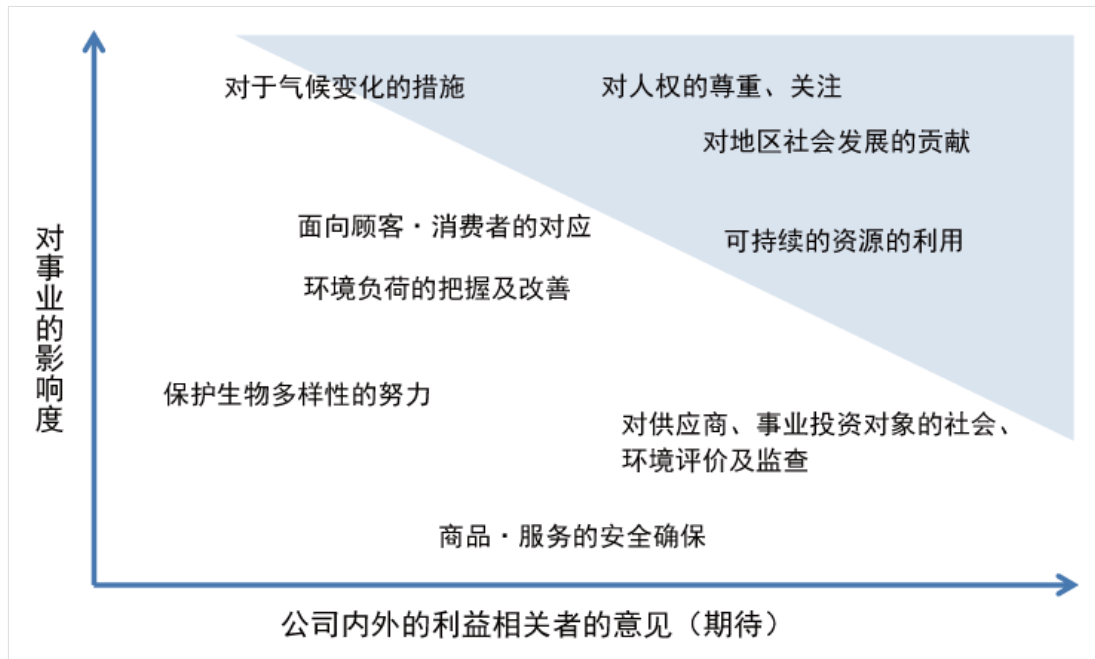 对于气候变化的措施
对人权的尊重、关注
对地区社会发展的贡献
面向顾客・消费者的对应
可持续的资源的利用
环境负荷的把握及改善
对事业的影响度
保护生物多样性的努力
对供应商、事业投资对象的社会、
环境评价及监查
商品・服务的安全确保
公司内外的利益相关者的意见（期待）